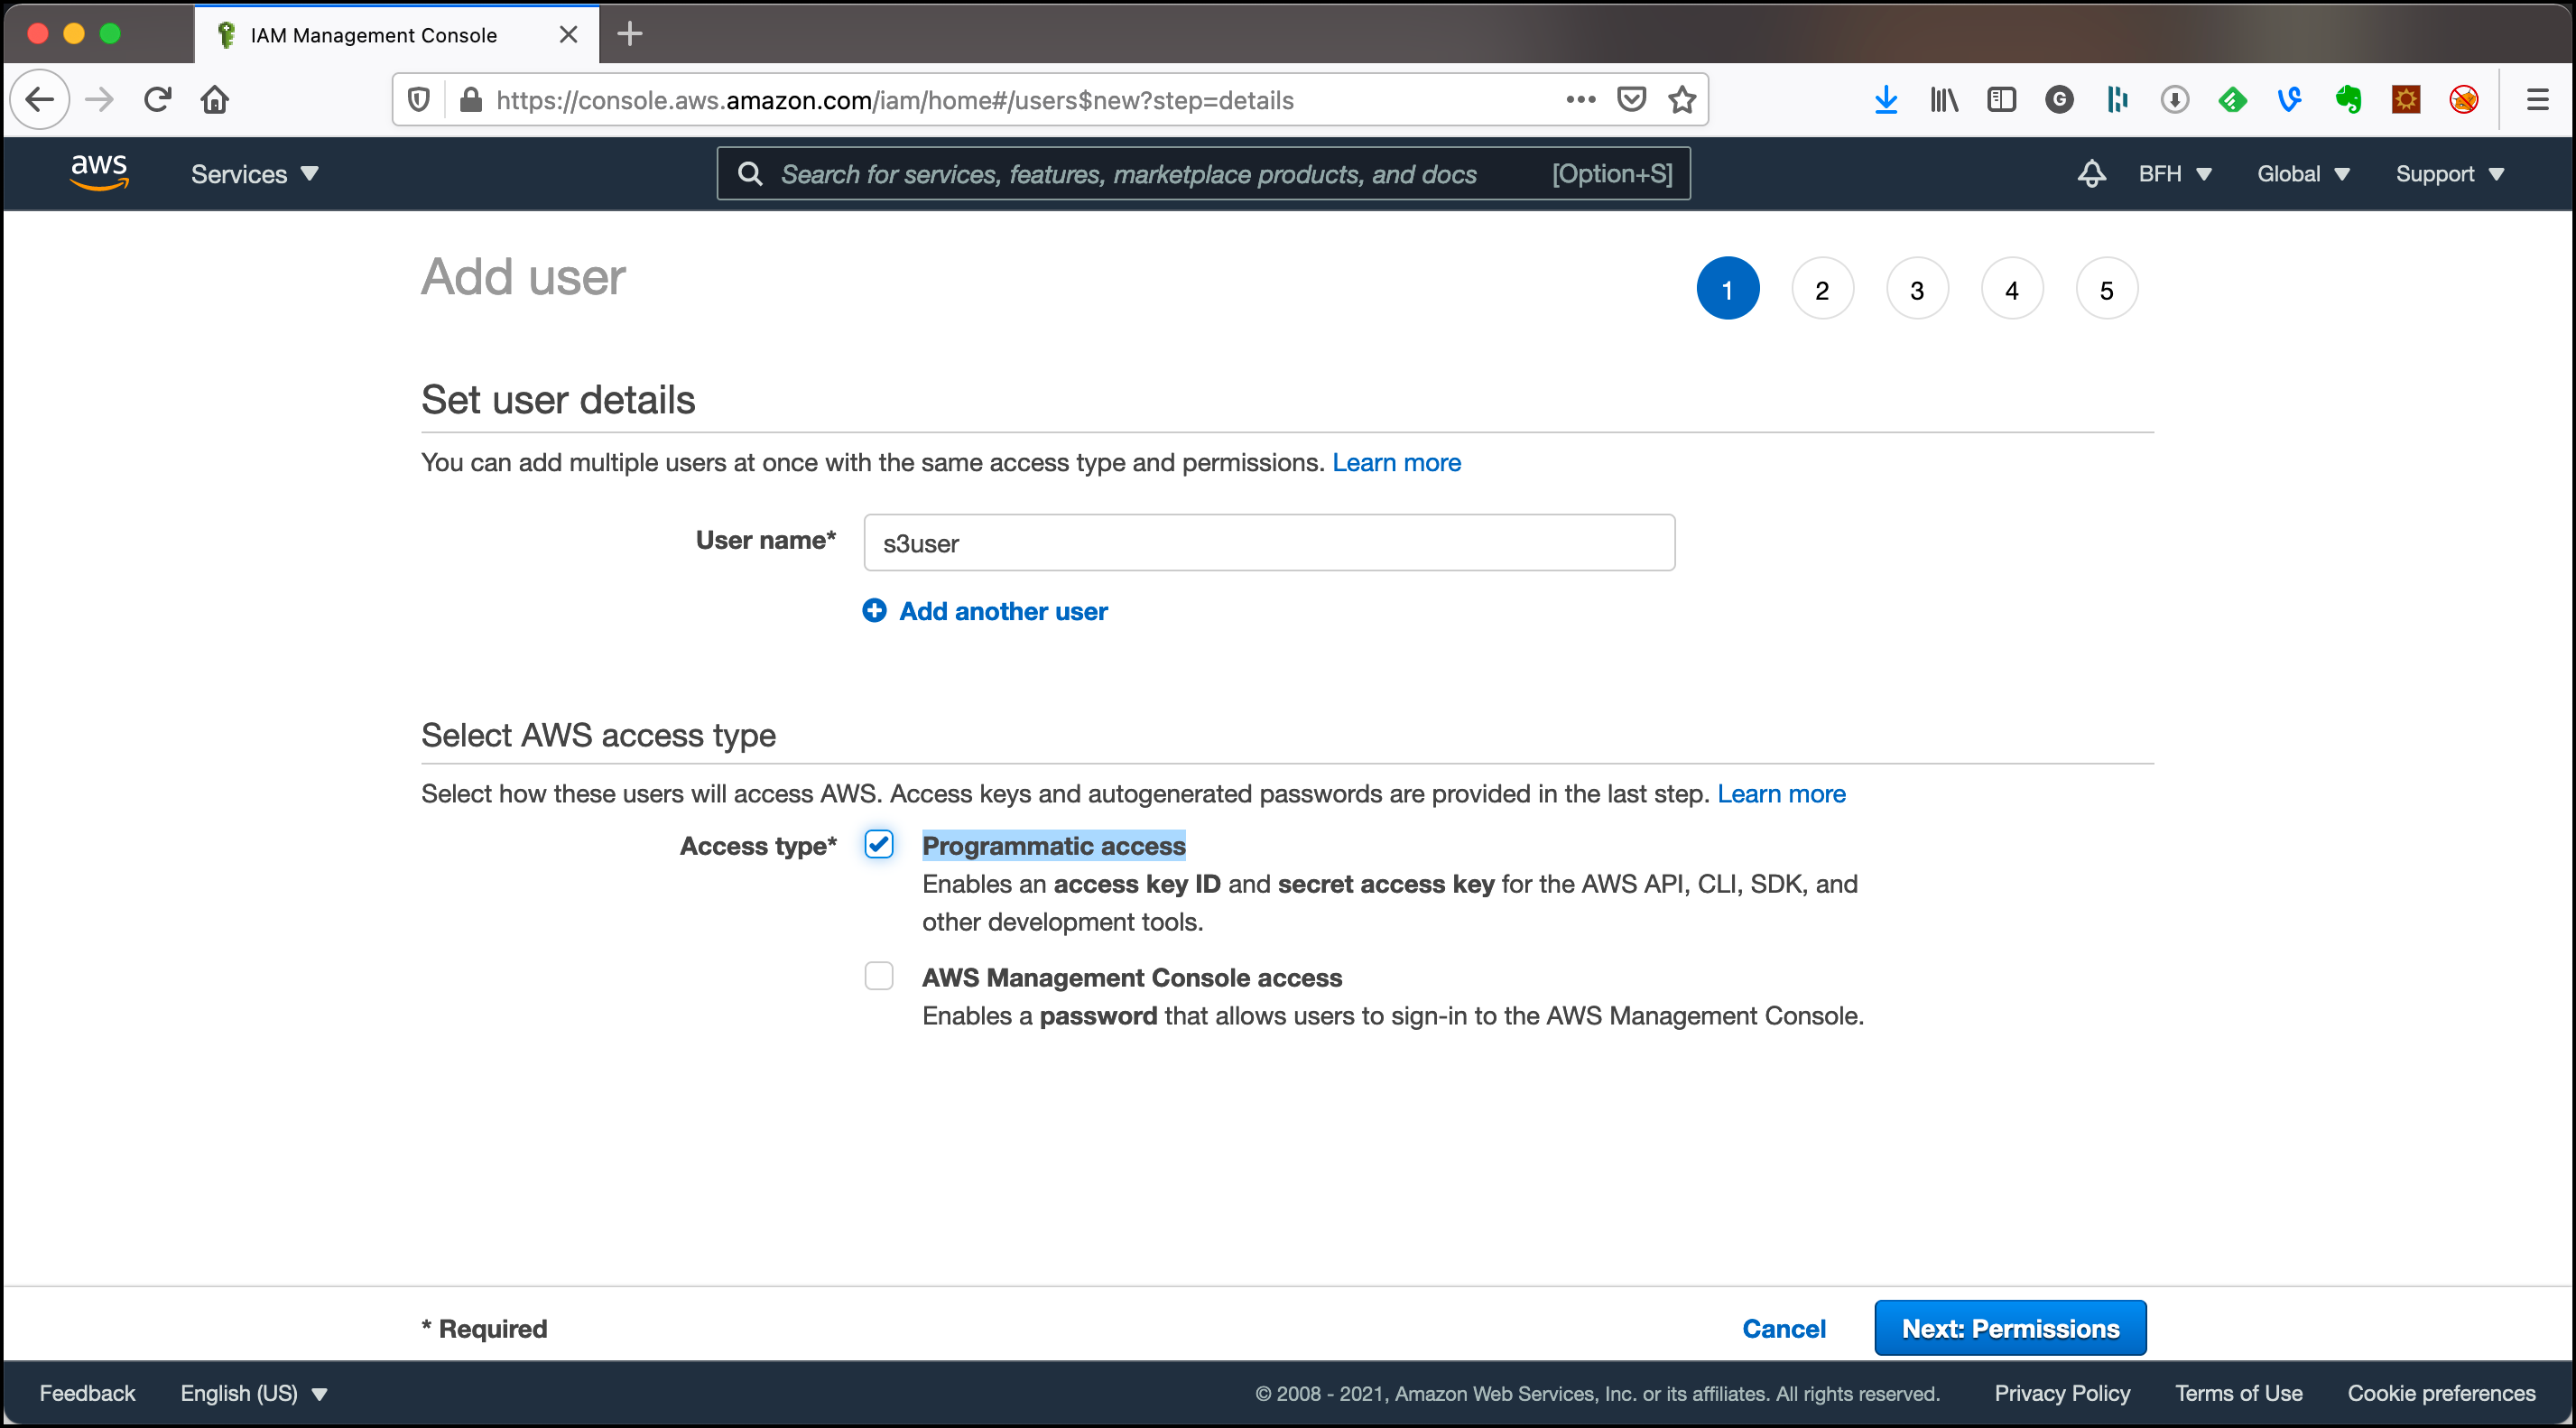 IAM Management Console
https://console.aws.amazon.com/iam/home#/users$new?step=details
aws
Services
Search for services, features, marketplace products, and docs
[Option+S]
BFH
Global
Support
Add user
1
2
3
4
5
Set user details
You can add multiple users at once with the same access type and permissions. Learn more
User name*
s3user
Add another user
Select AWS access type
Select how these users will access AWS. Access keys and autogenerated passwords are provided in the last step. Learn more
Access type*
Programmatic access
Enables an access key ID and secret access key for the AWS API, CLI, SDK, and
other development tools.
AWS Management Console access
Enables a password that allows users to sign-in to the AWS Management Console.
* Required
Cancel
Next: Permissions
Feedback
English (US)
© 2008 - 2021, Amazon Web Services, Inc. or its affiliates. All rights reserved.
Privacy Policy
Terms of Use
Cookie preferences